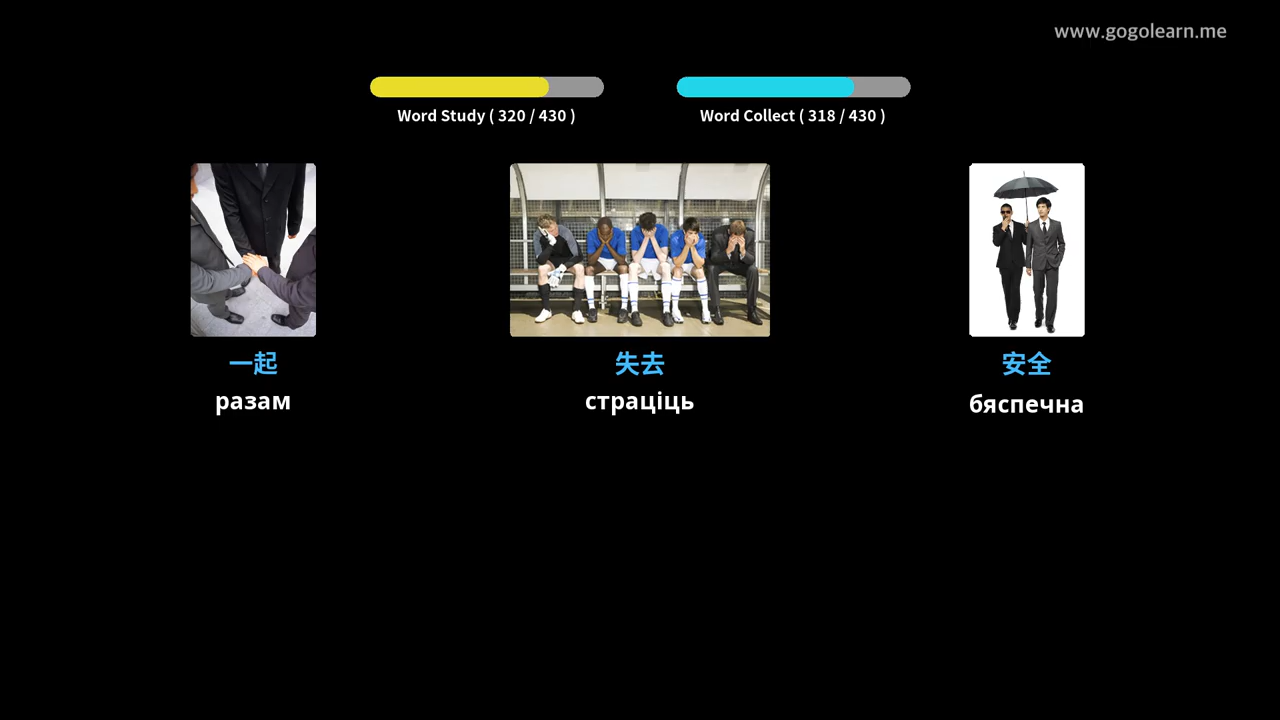 www.gogolearn.me
Word Study ( 320 / 430 )
Word Collect ( 318 / 430 )
一起
失去
安全
разам
страціць
бяспечна